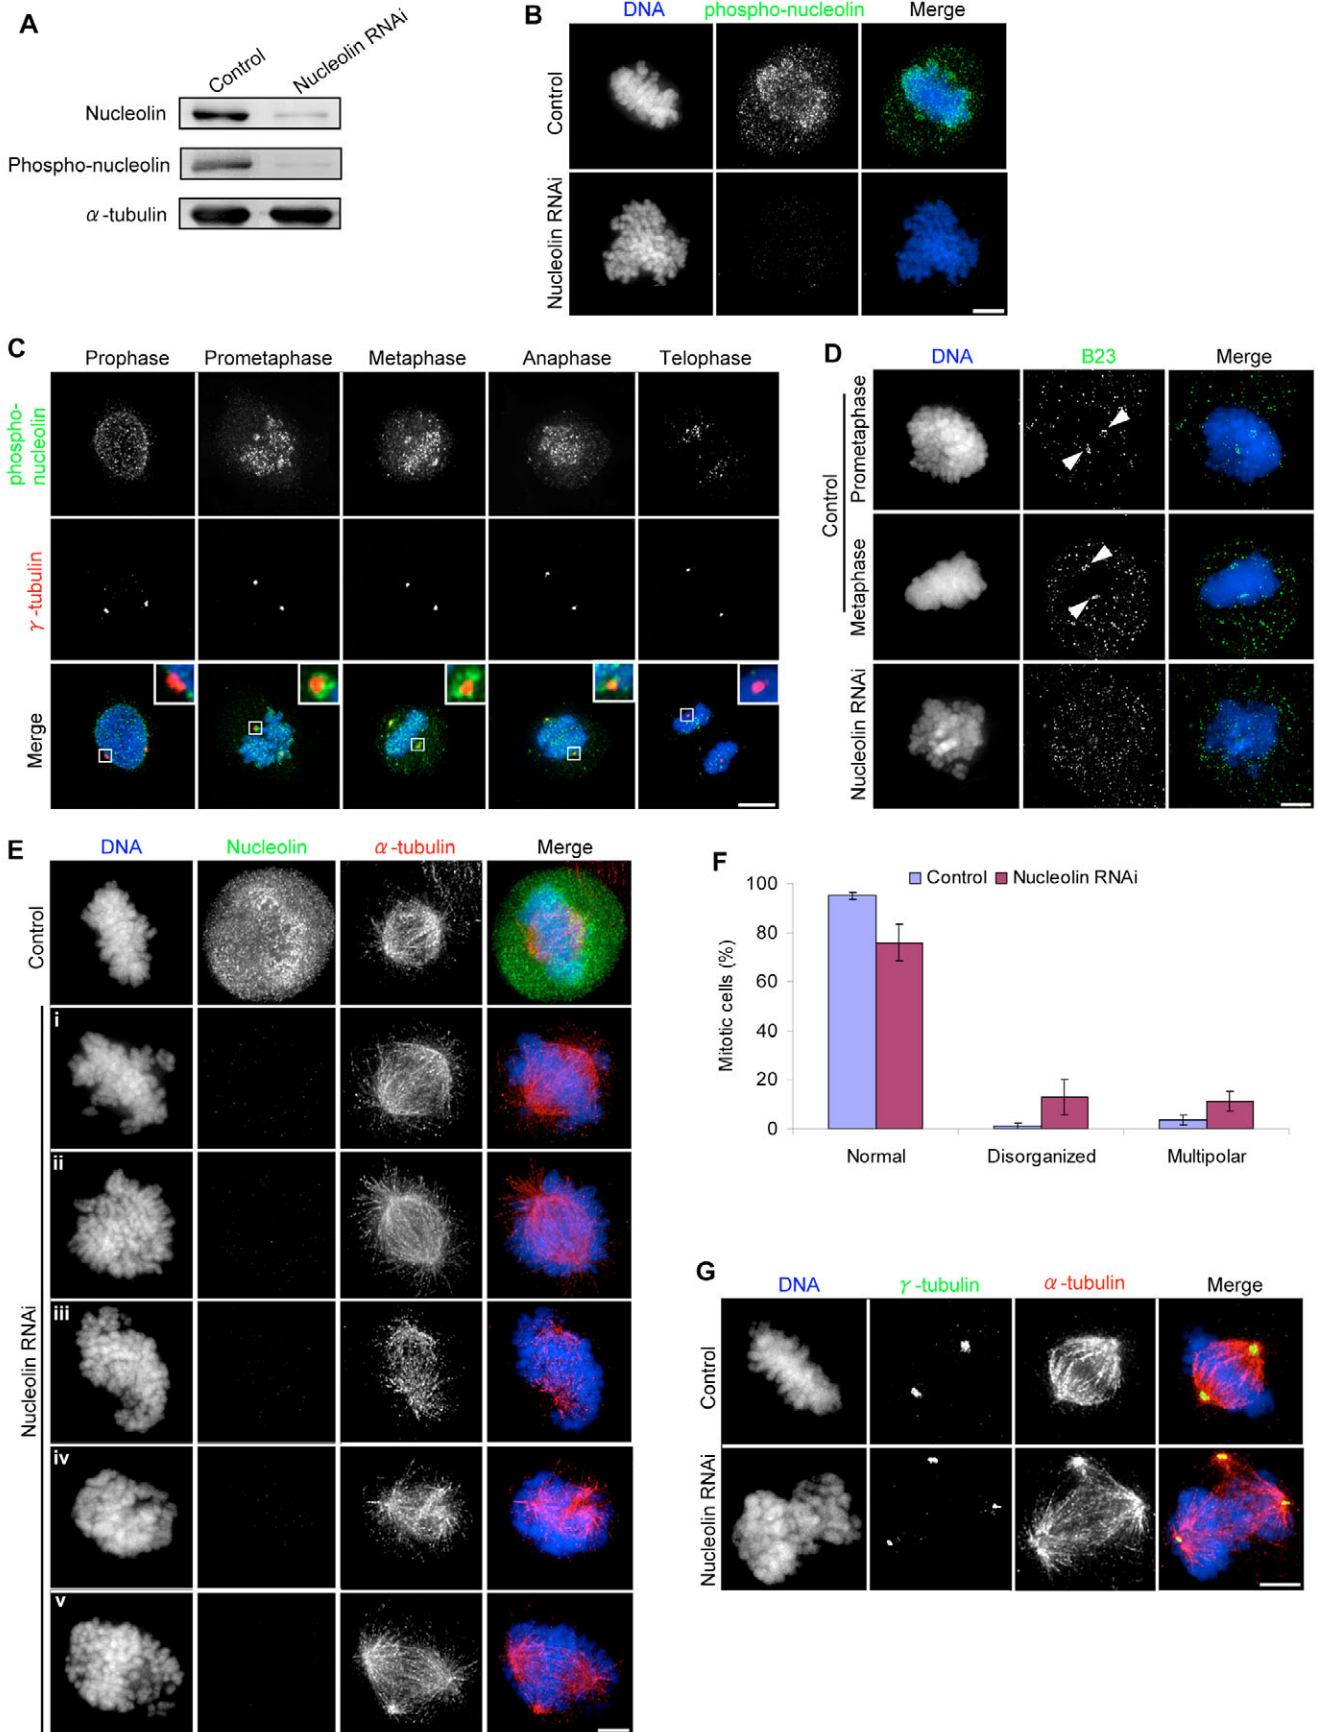 A
Control
Nucleolin RNAi
Nucleolin
Phospho-nucleolin
α-tubulin
B
DNA phospho-nucleolin Merge
Control
Nucleolin RNAi
C
Prophase Prometaphase Metaphase Anaphase Telophase
phospho-
nucleolin
γ-tubulin
Merge
D
DNA B23 Merge
Control
Prometaphase
Metaphase
Nucleolin RNAi
E
DNA Nucleolin α-tubulin Merge
Control
Nucleolin RNAi
i
ii
iii
iv
v
F
Control Nucleolin RNAi
Mitotic cells (%)
100
80
60
40
20
0
Normal Disorganized Multipolar
G
DNA γ-tubulin α-tubulin Merge
Control
Nucleolin RNAi